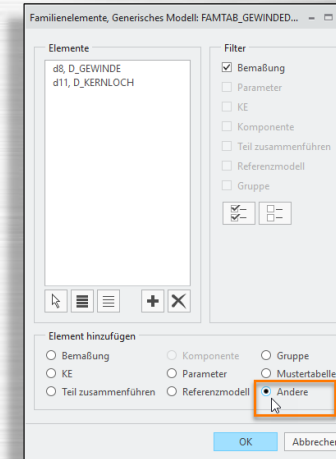 Familienelemente, Generisches Modell: FAMTAB_GEWINDED...
Elemente
d8, D_GEWINDE
d11, D_KERNLOCH
Filter
Bemaßung
Parameter
KE
Komponente
Teil zusammenführen
Referenzmodell
Gruppe
Element hinzufügen
Bemaßung Komponente Gruppe
KE Parameter Mustertabelle
Teil zusammenführen Referenzmodell Andere
OK Abbrechen